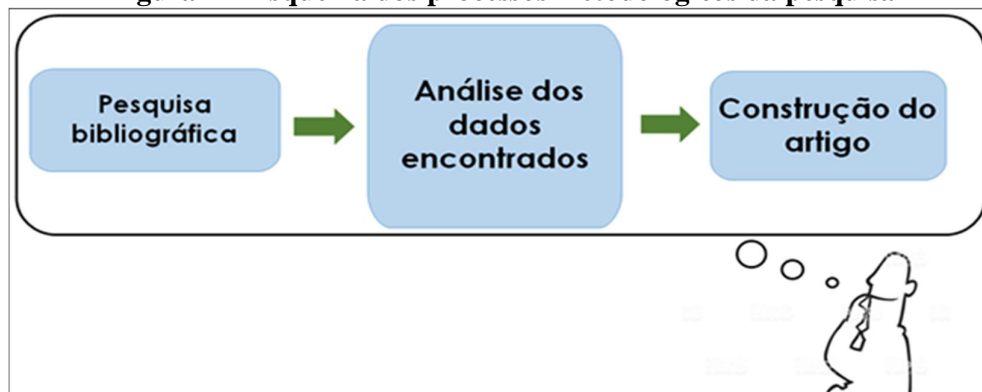 Pesquisa
bibliográfica
Análise dos
dados
encontrados
Construção do
artigo